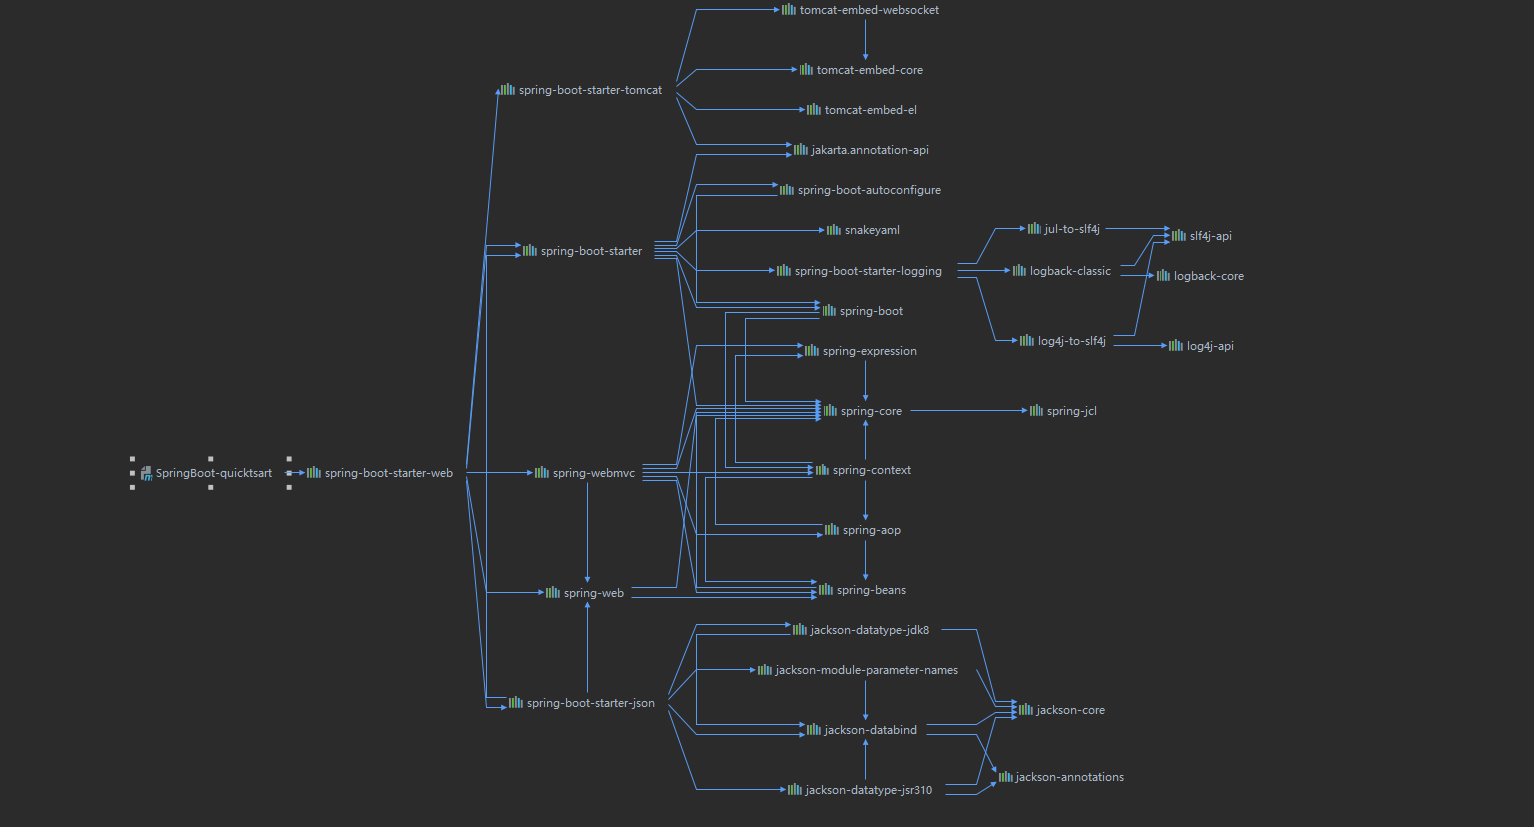 tomcat-embed-websocket
tomcat-embed-core
spring-boot-starter-tomcat
tomcat-embed-el
jakarta.annotation-api
spring-boot-autoconfigure
snakeyaml
jul-to-slf4j
slf4j-api
spring-boot-starter
spring-boot-starter-logging
logback-classic
logback-core
spring-boot
log4j-to-slf4j
log4j-api
spring-expression
spring-core
spring-jcl
SpringBoot-quicktsart
spring-boot-starter-web
spring-webmvc
spring-context
spring-aop
spring-web
spring-beans
jackson-datatype-jdk8
jackson-module-parameter-names
spring-boot-starter-json
jackson-core
jackson-databind
jackson-annotations
jackson-datatype-jsr310